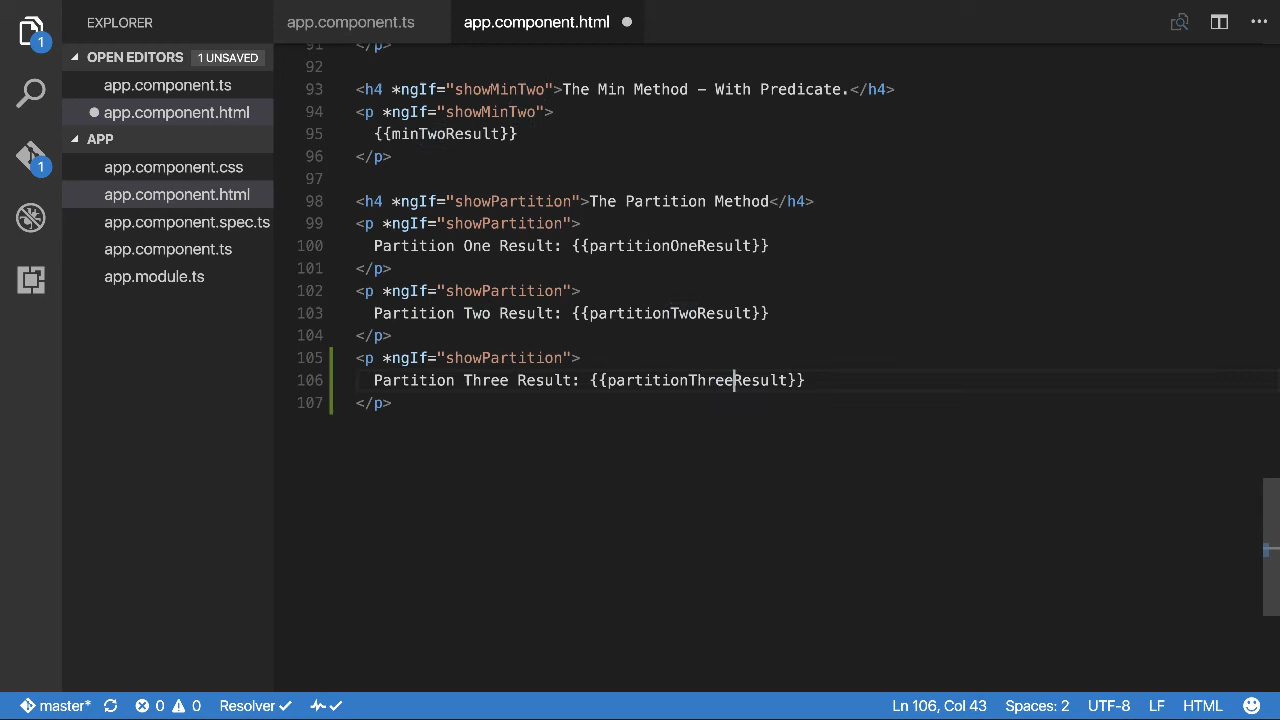 EXPLORER
app.component.ts
app.component.html
1
OPEN EDITORS 1 UNSAVED
app.component.ts
app.component.html
APP
app.component.css
app.component.html
app.component.spec.ts
app.component.ts
app.module.ts
1
91 </p>
92
93 <h4 *ngIf="showMinTwo">The Min Method – With Predicate.</h4>
94 <p *ngIf="showMinTwo">
95 {{minTwoResult}}
96 </p>
97
98 <h4 *ngIf="showPartition">The Partition Method</h4>
99 <p *ngIf="showPartition">
100 Partition One Result: {{partitionOneResult}}
101 </p>
102 <p *ngIf="showPartition">
103 Partition Two Result: {{partitionTwoResult}}
104 </p>
105 <p *ngIf="showPartition">
106 Partition Three Result: {{partitionThreeResult}}
107 </p>
master* 0 0 Resolver Ln 106, Col 43 Spaces: 2 UTF-8 LF HTML